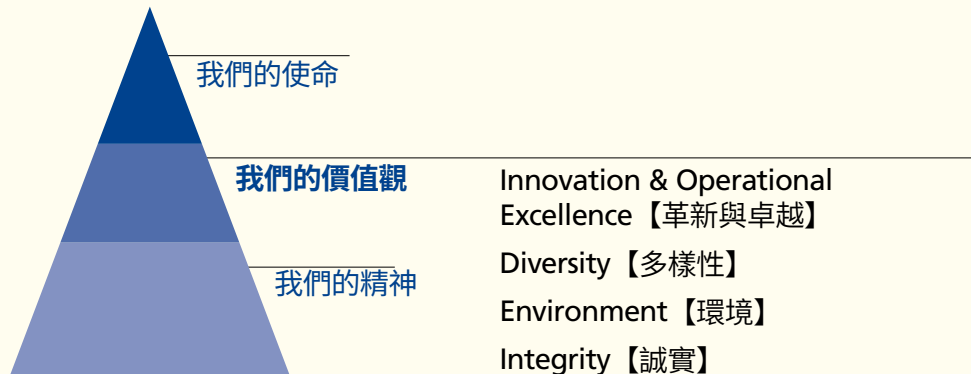 我們的使命
我們的價值觀
Innovation & Operational
Excellence【革新與卓越】
Diversity【多樣性】
Environment【環境】
Integrity【誠實】
我們的精神